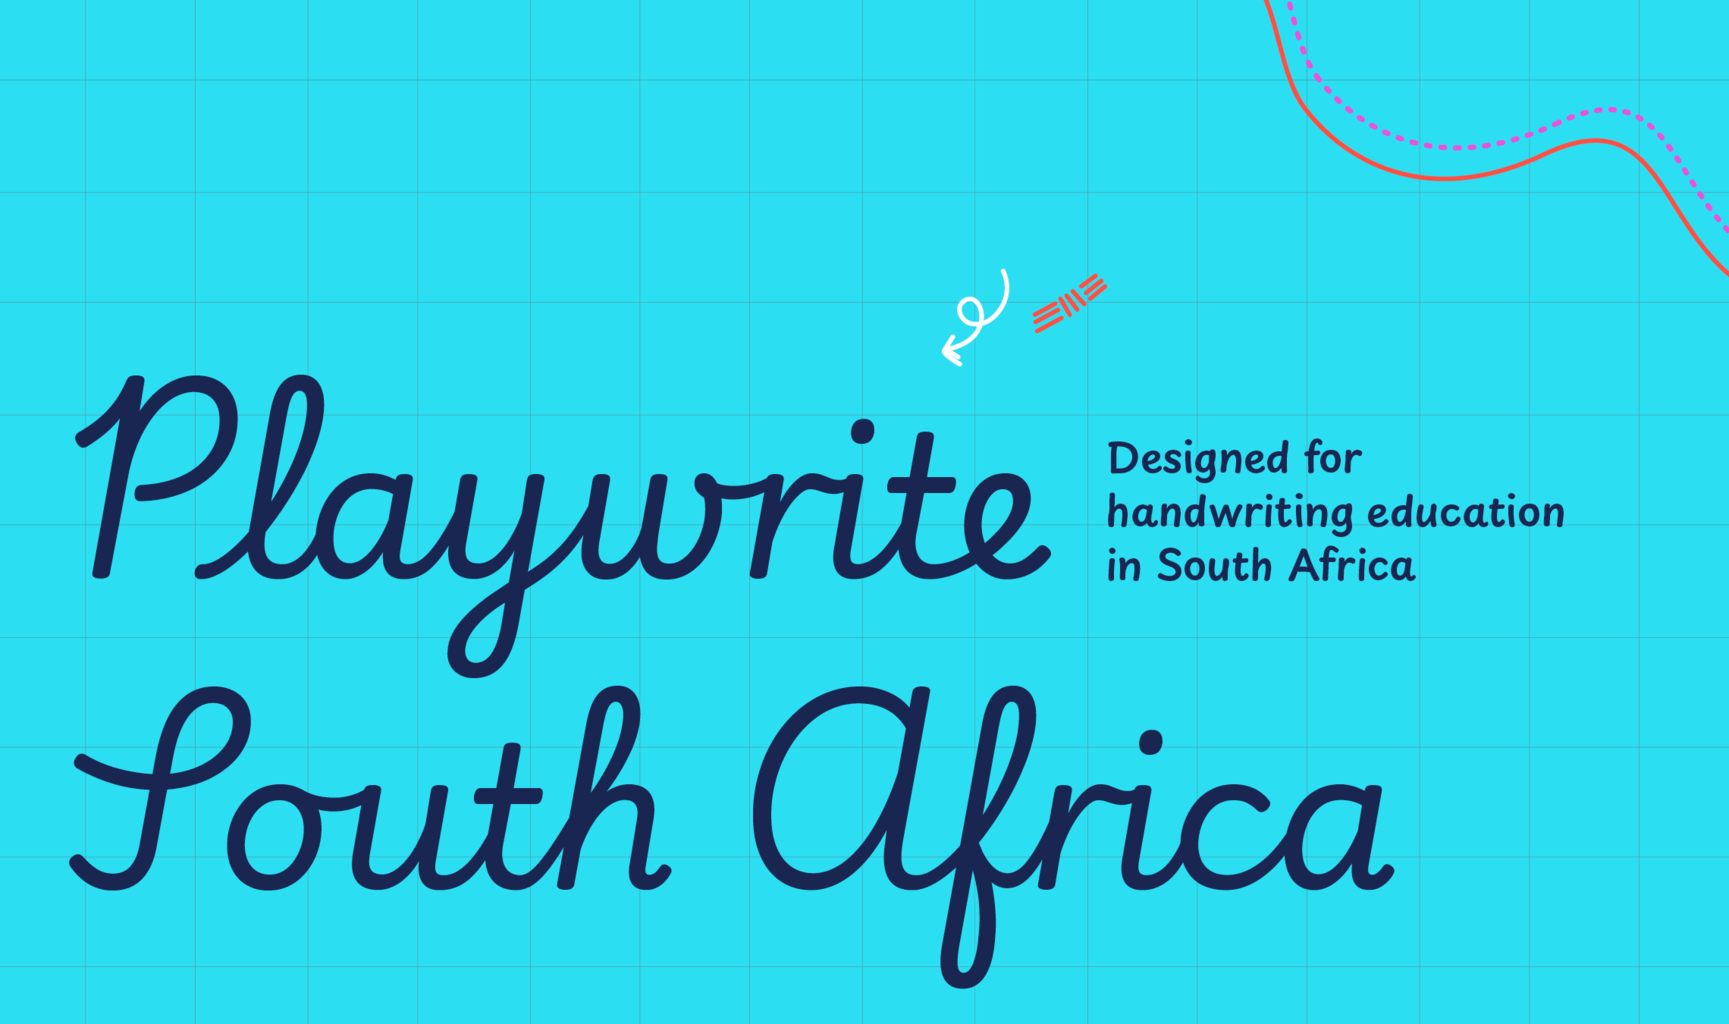 Playwrite
Designed for
handwriting education
in South Africa
South Africa